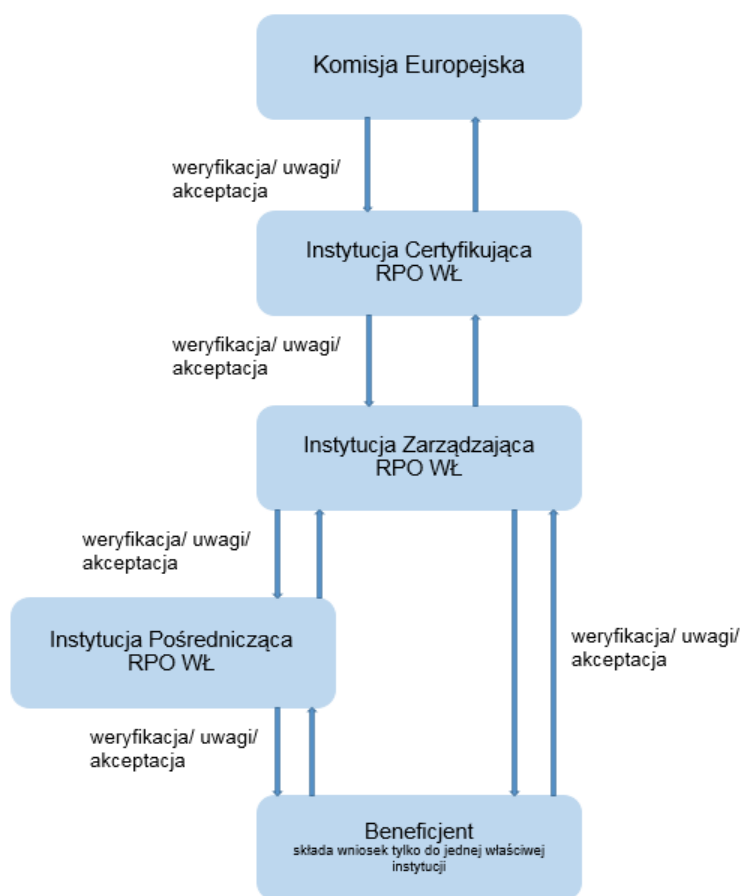 Komisja Europejska
weryfikacja/ uwagi/
akceptacja
Instytucja Certyfikująca
RPO WŁ
weryfikacja/ uwagi/
akceptacja
Instytucja Zarządzająca
RPO WŁ
weryfikacja/ uwagi/
akceptacja
Instytucja Pośrednicząca
RPO WŁ
weryfikacja/ uwagi/
akceptacja
weryfikacja/ uwagi/
akceptacja
Beneficjent
składa wniosek tylko do jednej właściwej
instytucji